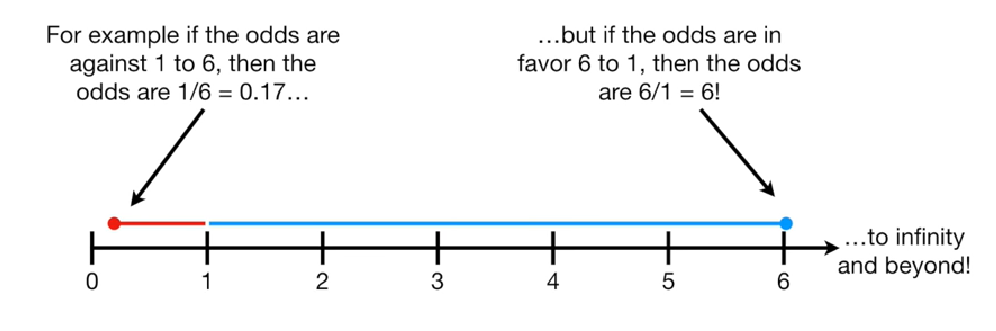 For example if the odds are
against 1 to 6, then the
odds are 1/6 = 0.17…
…but if the odds are in
favor 6 to 1, then the odds
are 6/1 = 6!
…to infinity
and beyond!
0 1 2 3 4 5 6